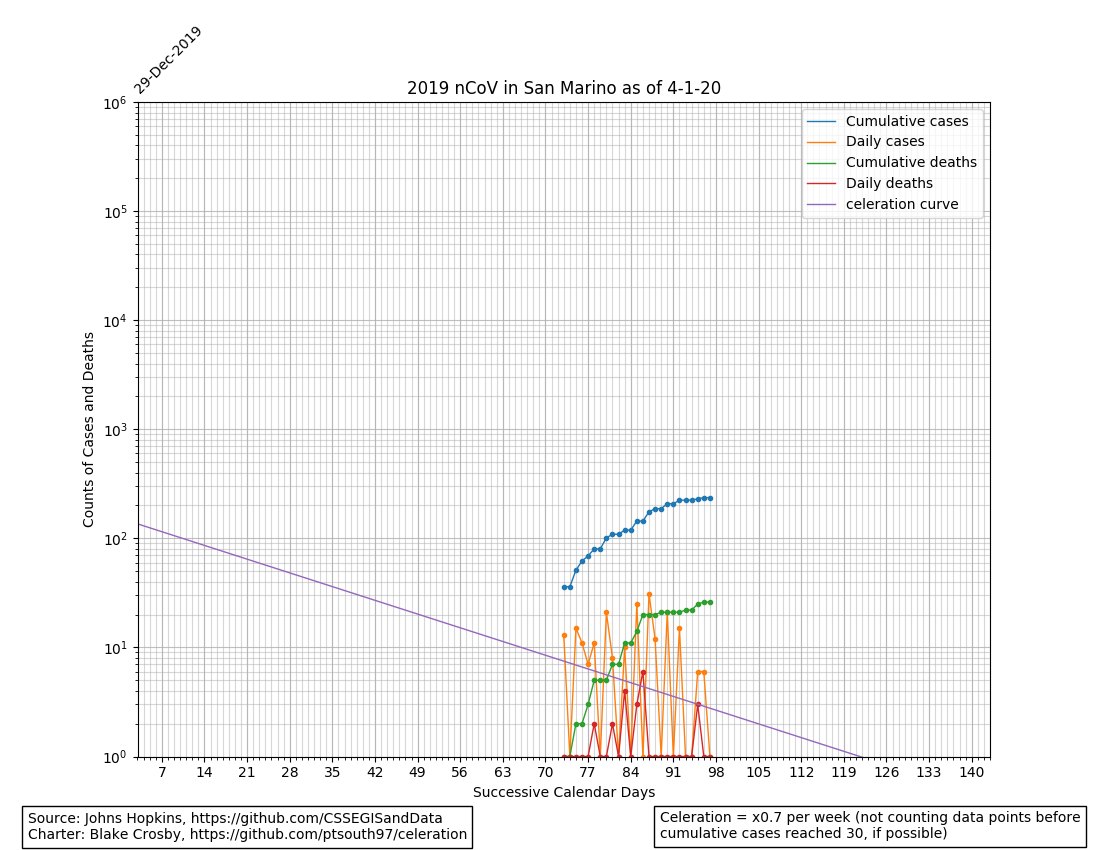 29-Dec-2019
2019 nCoV in San Marino as of 4-1-20
Cumulative cases
Daily cases
Cumulative deaths
Daily deaths
celeration curve
Counts of Cases and Deaths
10^6
10^5
10^4
10^3
10^2
10^1
10^0
7 14 21 28 35 42 49 56 63 70 77 84 91 98 105 112 119 126 133 140
Successive Calendar Days
Source: Johns Hopkins, https://github.com/CSSEGISandData
Charter: Blake Crosby, https://github.com/ptsouth97/celeration
Celeration = x0.7 per week (not counting data points before
cumulative cases reached 30, if possible)